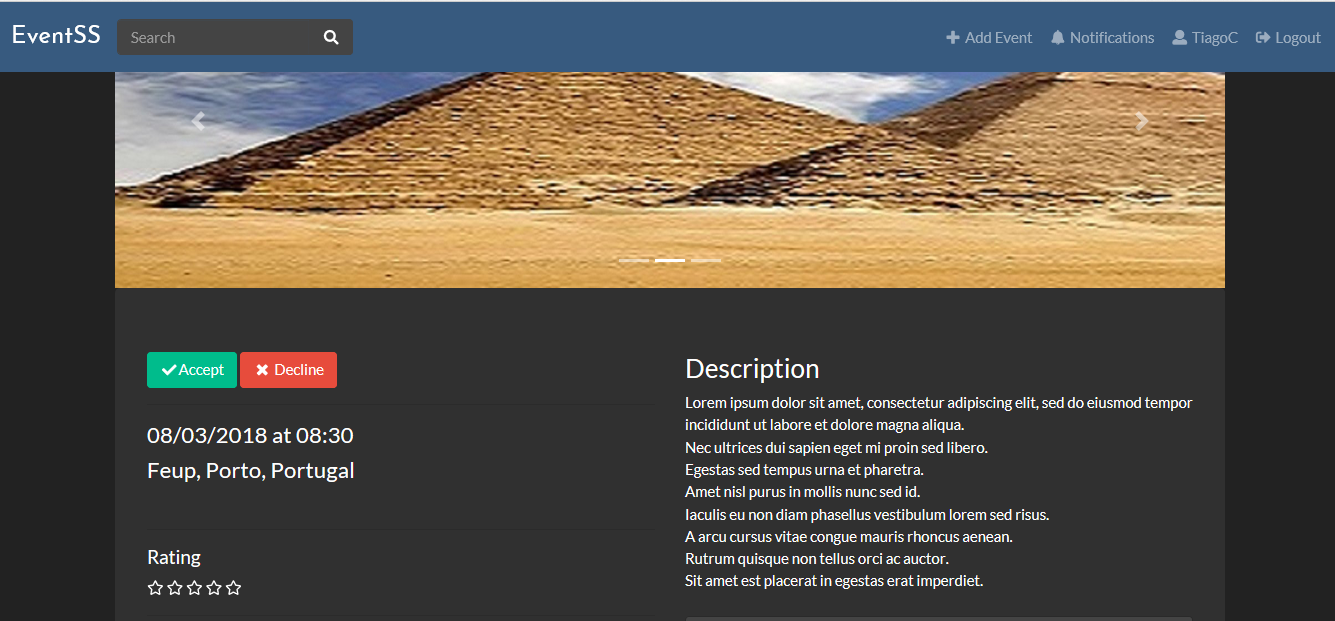 EventSS
Search
Add Event
Notifications
TiagoC
Logout
Accept
Decline
08/03/2018 at 08:30
Feup, Porto, Portugal
Rating
Description
Lorem ipsum dolor sit amet, consectetur adipiscing elit, sed do eiusmod tempor
incididunt ut labore et dolore magna aliqua.
Nec ultrices dui sapien eget mi proin sed libero.
Egestas sed tempus urna et pharetra.
Amet nisl purus in mollis nunc sed id.
Iaculis eu non diam phasellus vestibulum lorem sed risus.
A arcu cursus vitae congue mauris rhoncus aenean.
Rutrum quisque non tellus orci ac auctor.
Sit amet est placerat in egestas erat imperdiet.